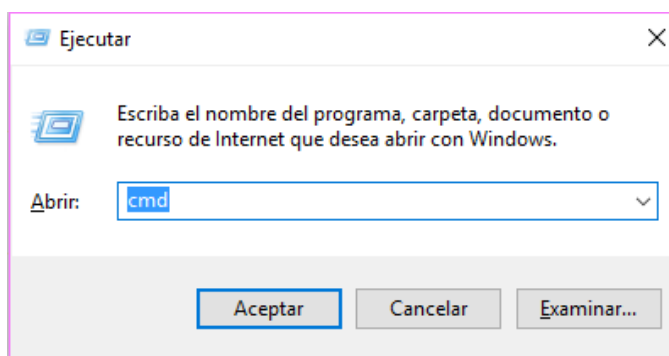 Ejecutar
Escriba el nombre del programa, carpeta, documento o
recurso de Internet que desea abrir con Windows.
Abrir: cmd
Aceptar Cancelar Examinar...